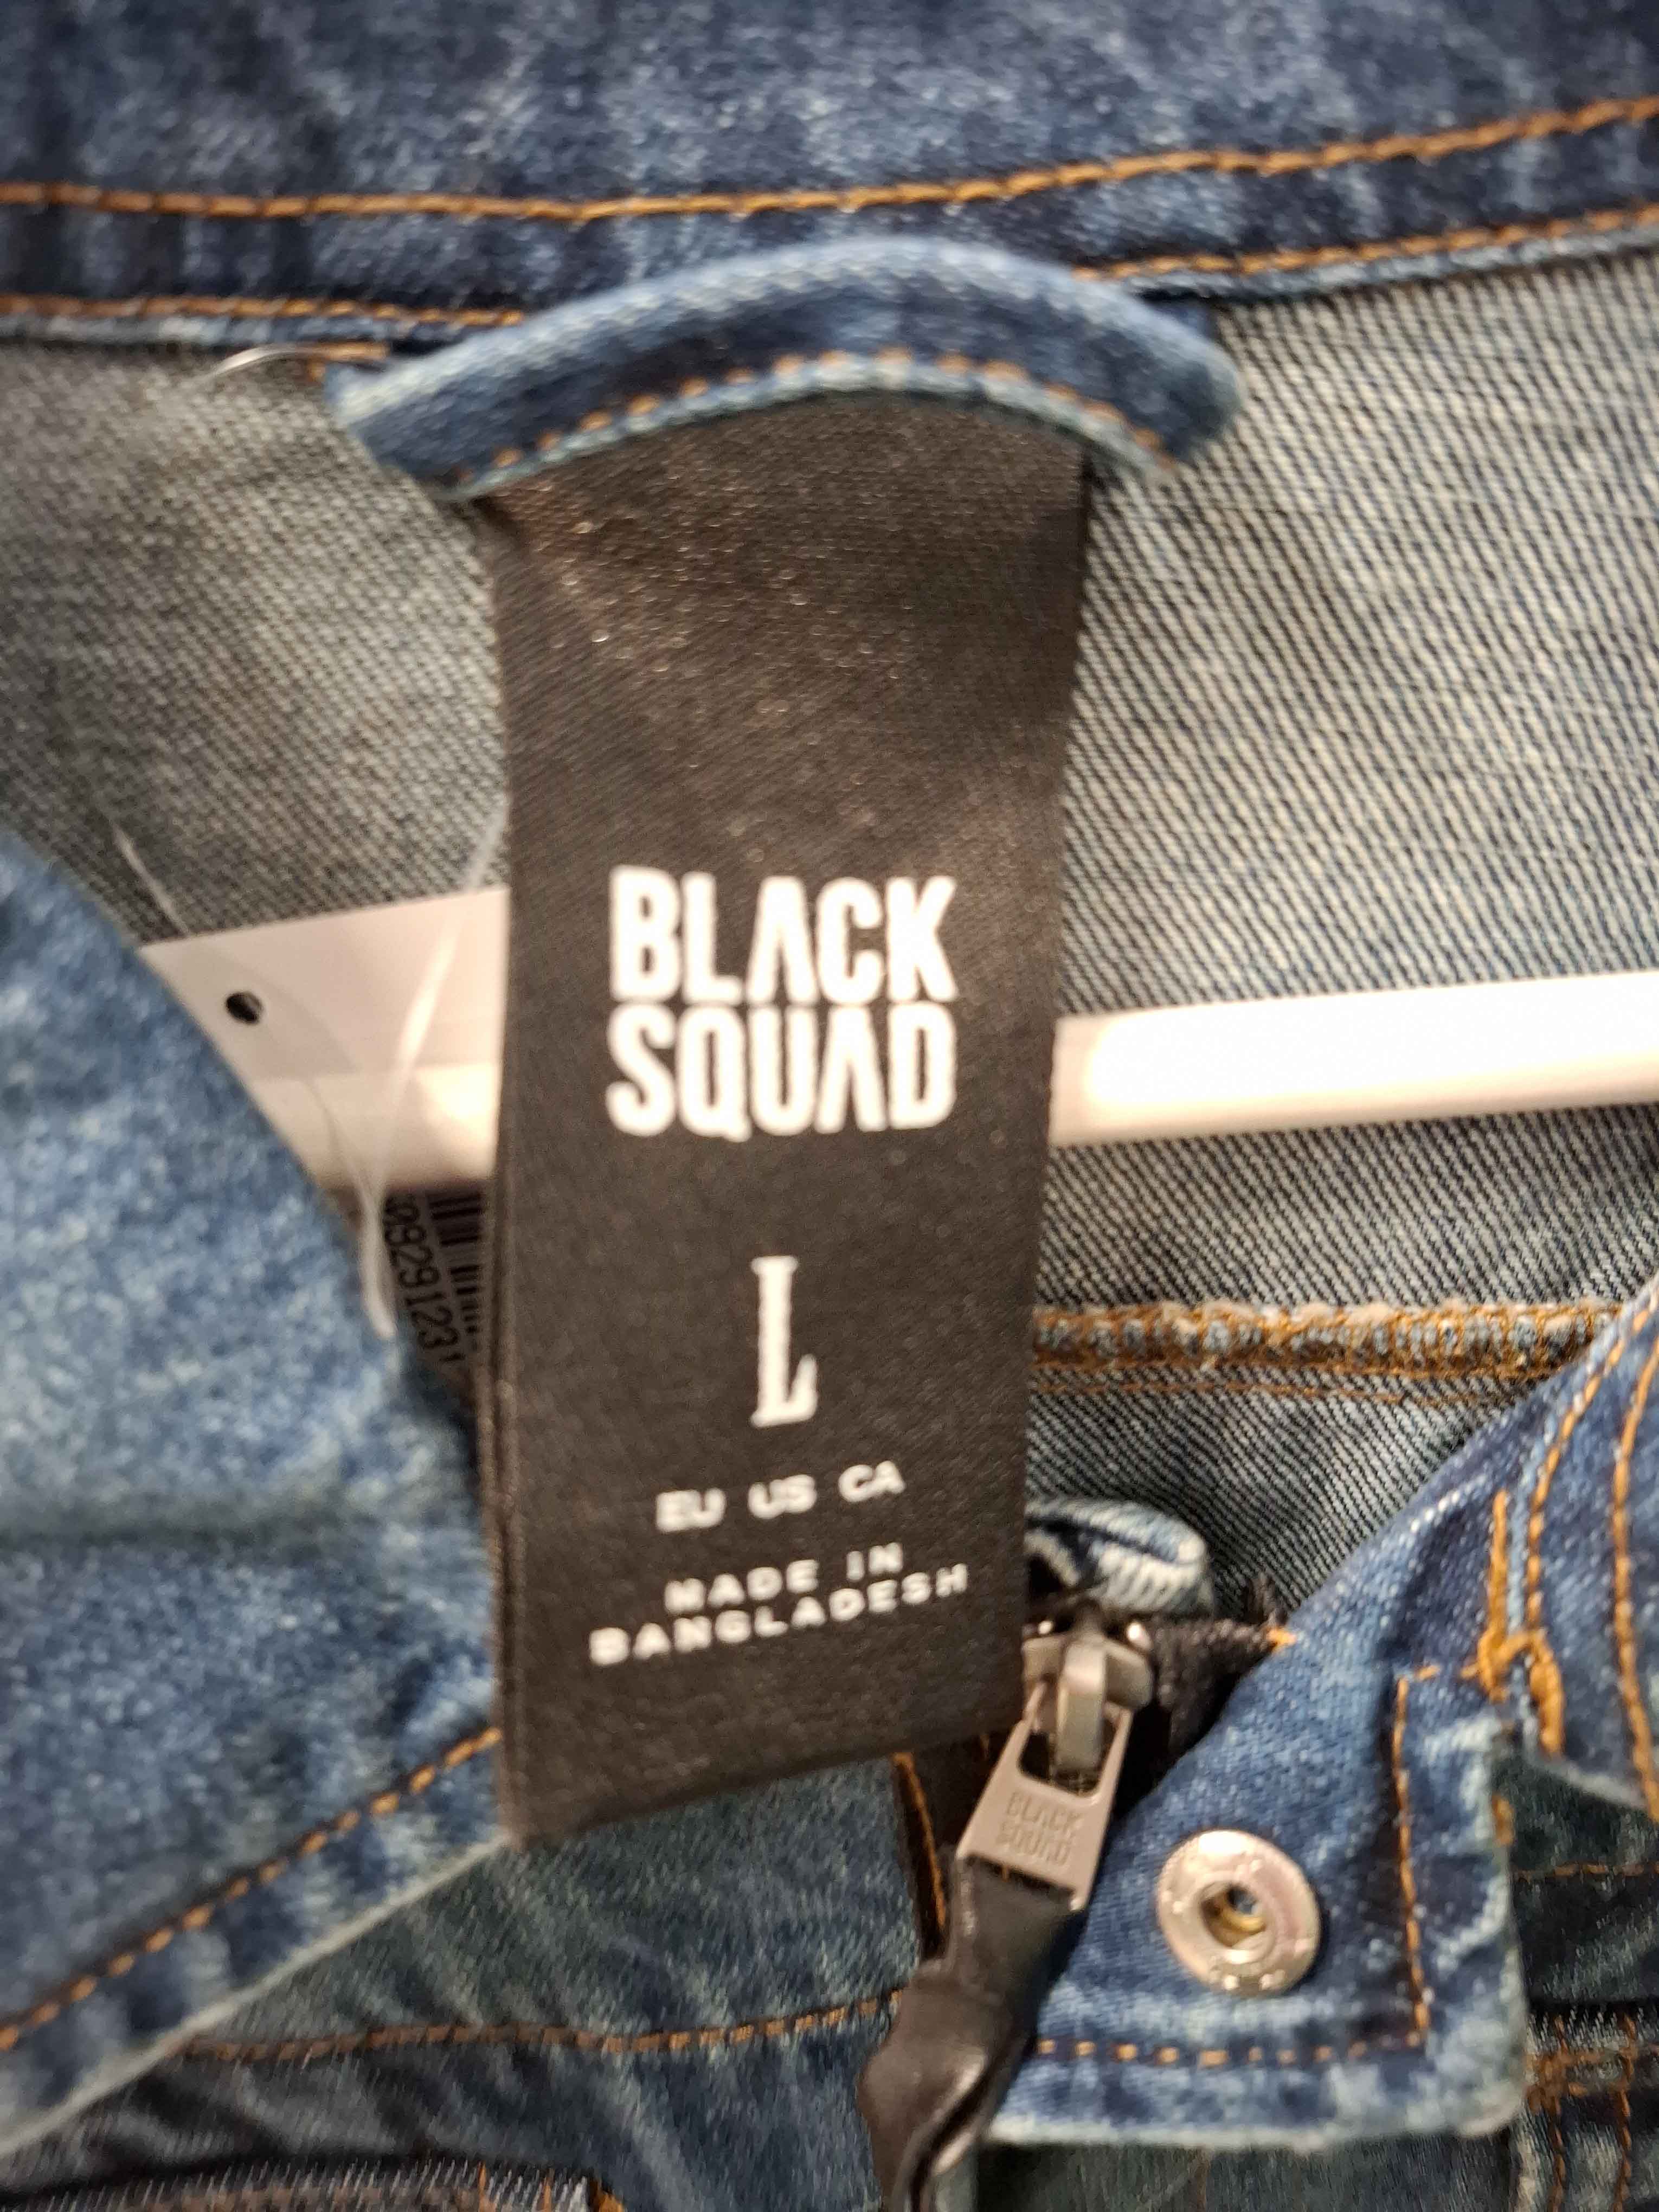 BLACK
SQUAD
L
EU US CA
MADE IN
BANGLADESH
BLACK
SQUAD